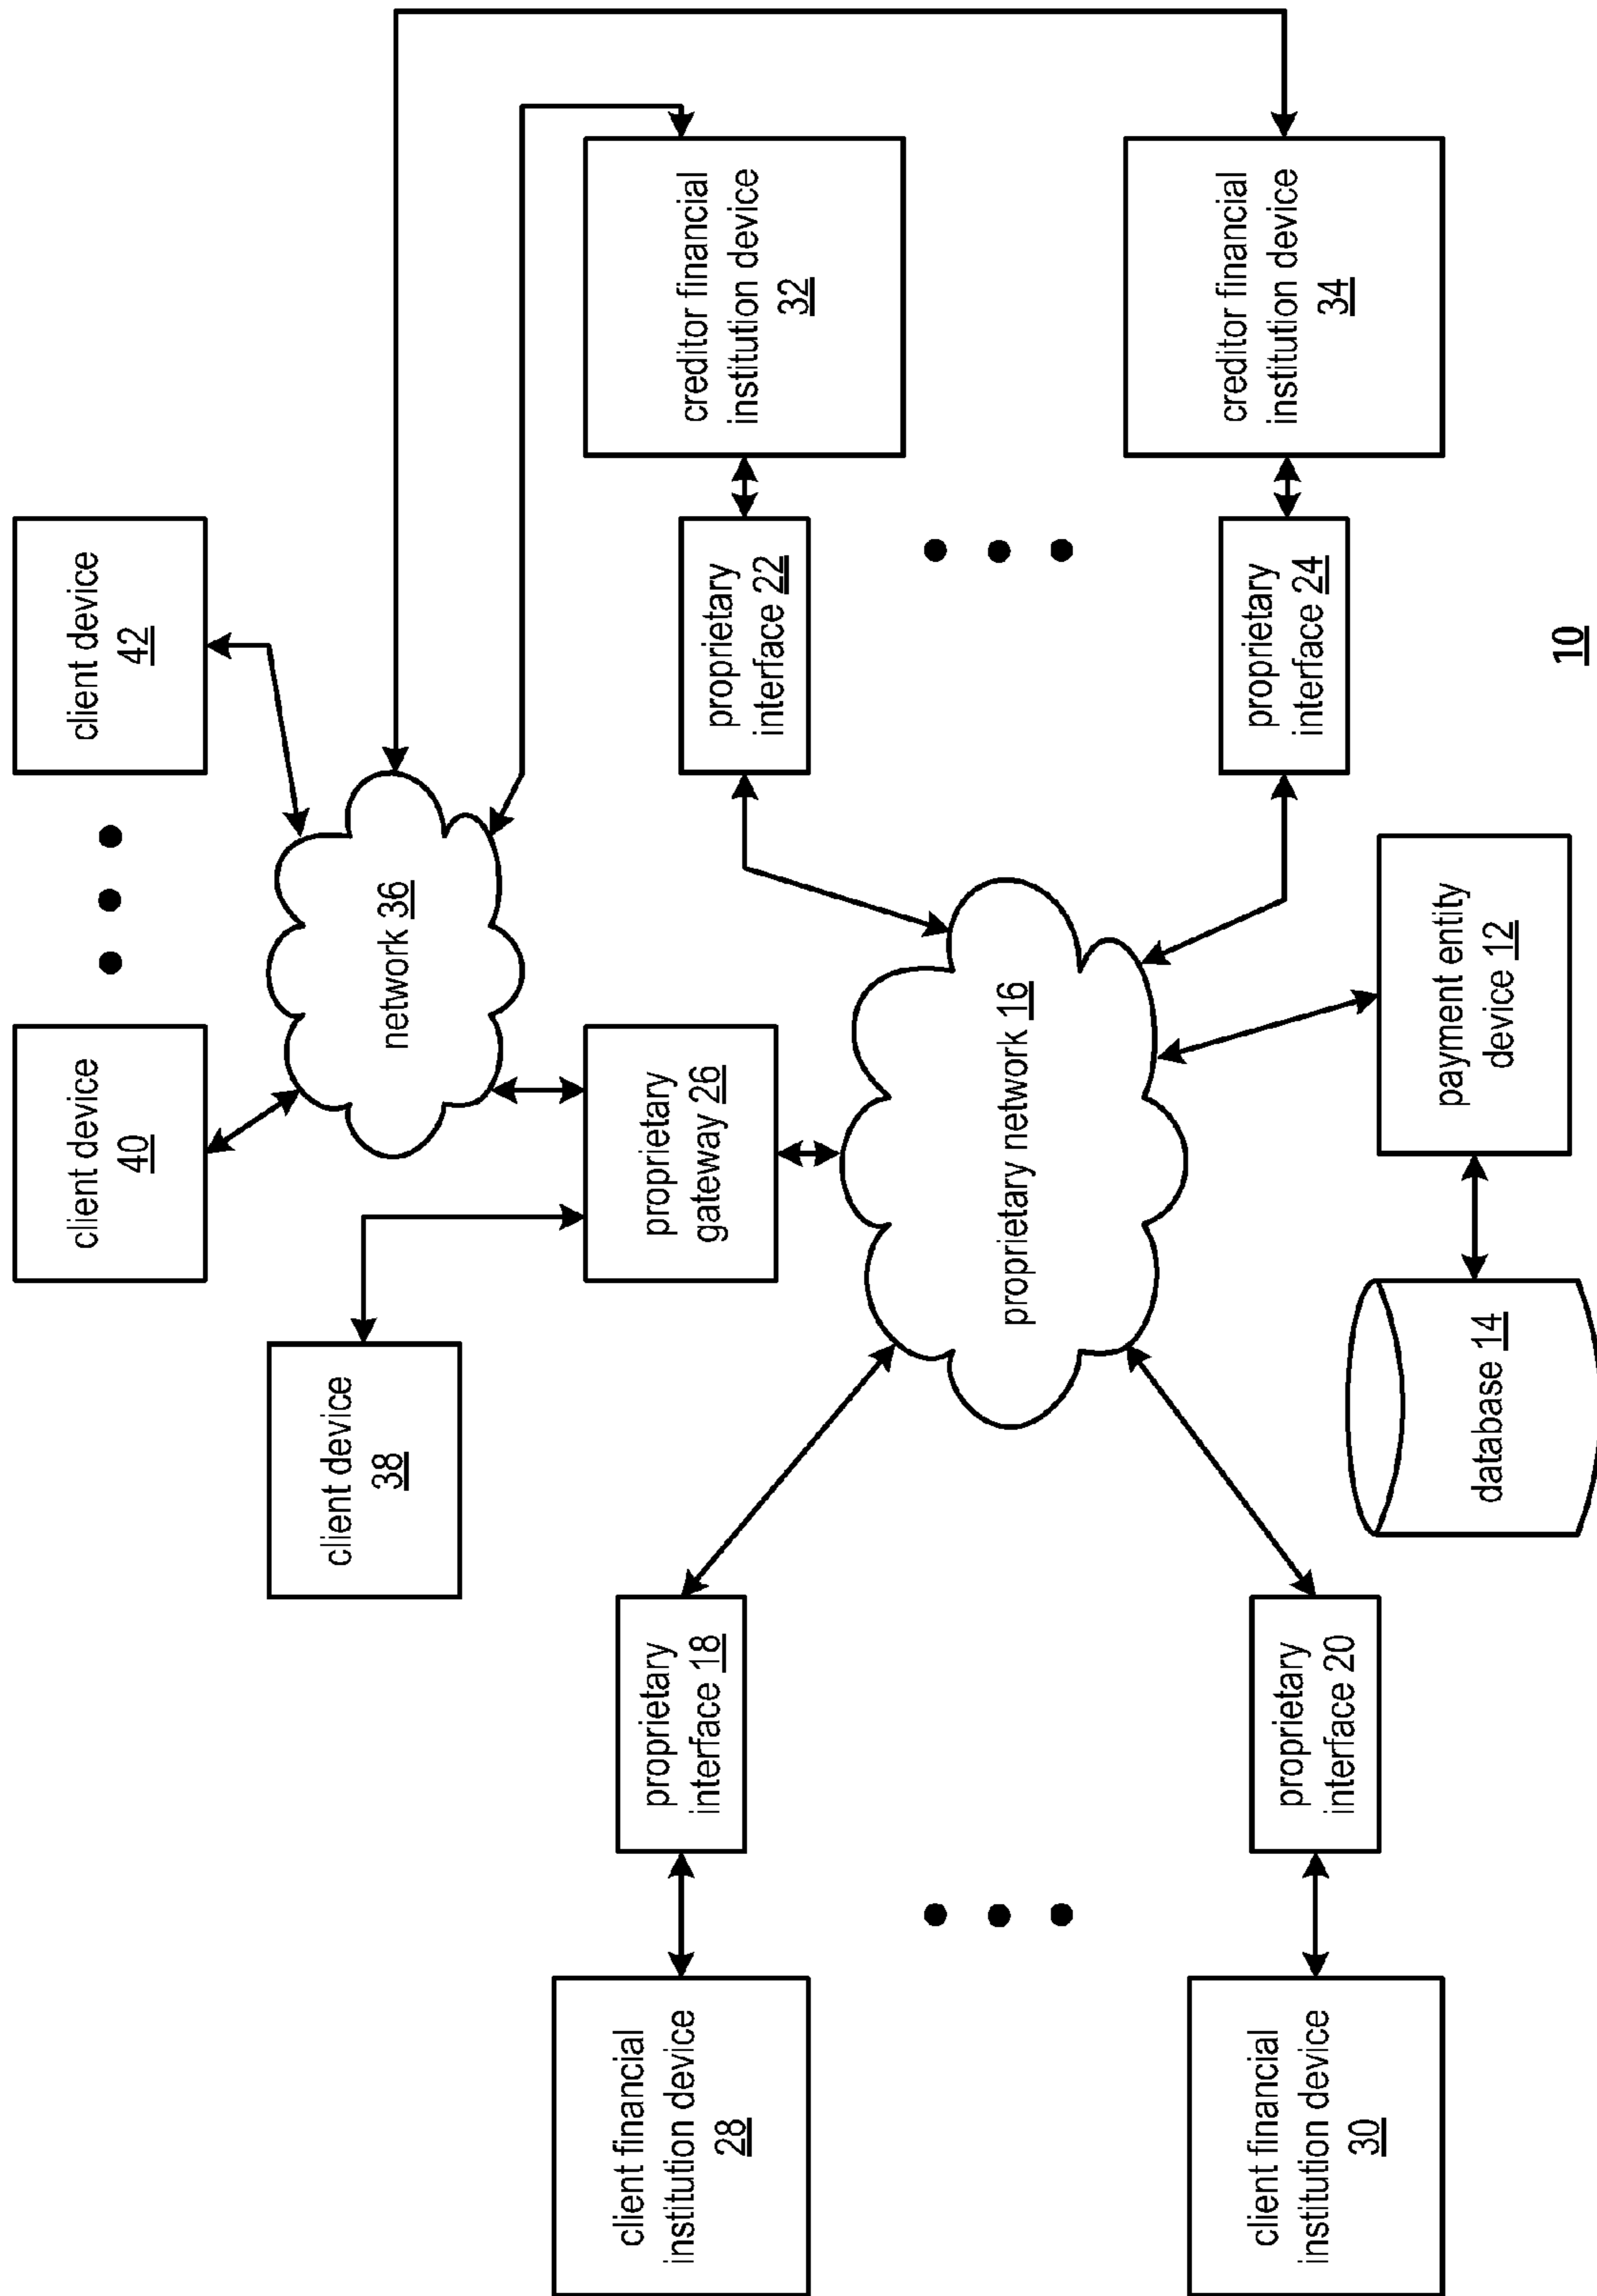 client device
40
client device
42
client device
38
network 36
proprietary
gateway 26
client financial
institution device
28
proprietary
interface 18
proprietary
interface 22
creditor financial
institution device
32
proprietary network 16
client financial
institution device
30
proprietary
interface 20
proprietary
interface 24
creditor financial
institution device
34
database 14
payment entity
device 12
10